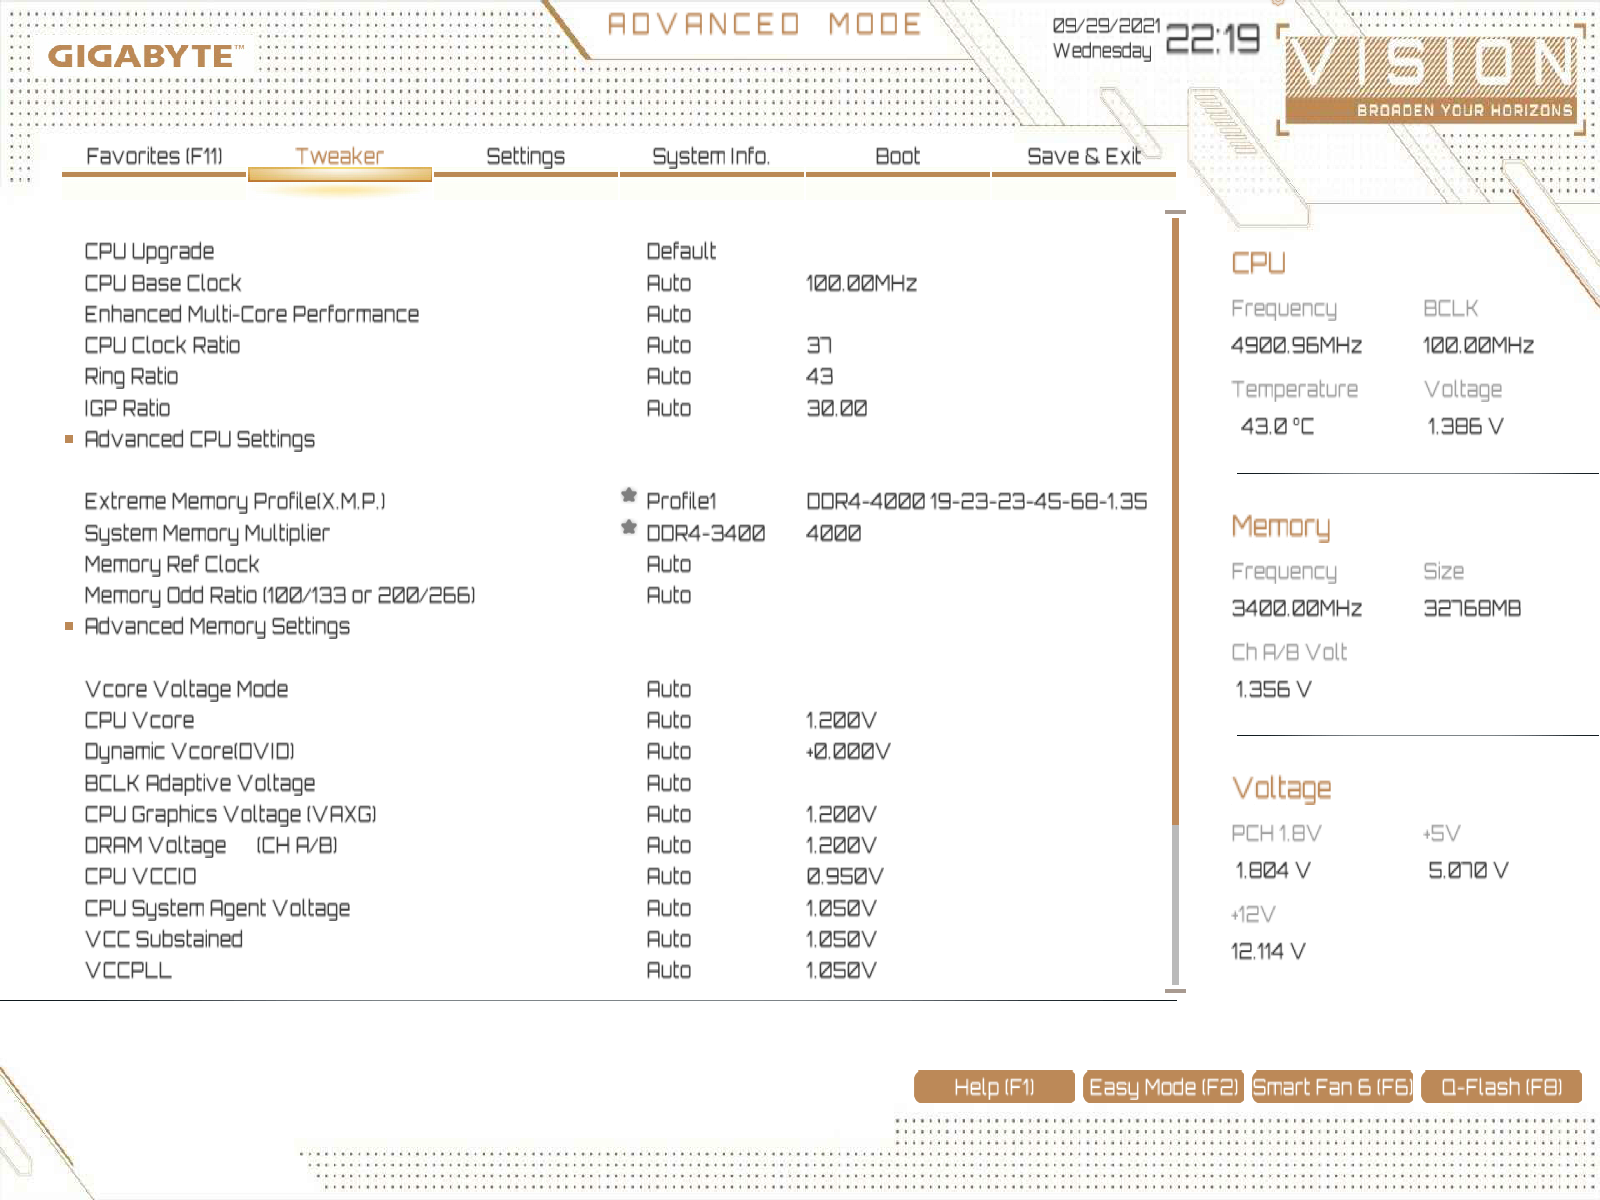 GIGABYTE™
ADVANCED MODE
09/29/2021
Wednesday
22:19
VISION
BROADEN YOUR HORIZONS
Favorites (F11) Tweaker Settings System Info. Boot Save & Exit
CPU Upgrade Default
CPU Base Clock Auto 100.00MHz
Enhanced Multi-Core Performance Auto
CPU Clock Ratio Auto 37
Ring Ratio Auto 43
IGP Ratio Auto 30.00
Advanced CPU Settings
Extreme Memory Profile(X.M.P.) Profile1 DDR4-4000 19-23-23-45-68-1.35
System Memory Multiplier DDR4-3400 4000
Memory Ref Clock Auto
Memory Odd Ratio (100/133 or 200/266) Auto
Advanced Memory Settings
Vcore Voltage Mode Auto
CPU Vcore Auto 1.200V
Dynamic Vcore(DVID) Auto +0.000V
BCLK Adaptive Voltage Auto
CPU Graphics Voltage (VAXG) Auto 1.200V
DRAM Voltage (CH A/B) Auto 1.200V
CPU VCCIO Auto 0.950V
CPU System Agent Voltage Auto 1.050V
VCC Substained Auto 1.050V
VCCPLL Auto 1.050V
CPU
Frequency BCLK
4900.96MHz 100.00MHz
Temperature Voltage
43.0 °C 1.386 V
Memory
Frequency Size
3400.00MHz 32768MB
Ch A/B Volt
1.356 V
Voltage
PCH 1.8V +5V
1.804 V 5.070 V
+12V
12.114 V
Help (F1) Easy Mode (F2) Smart Fan 6 (F6) Q-Flash (F8)